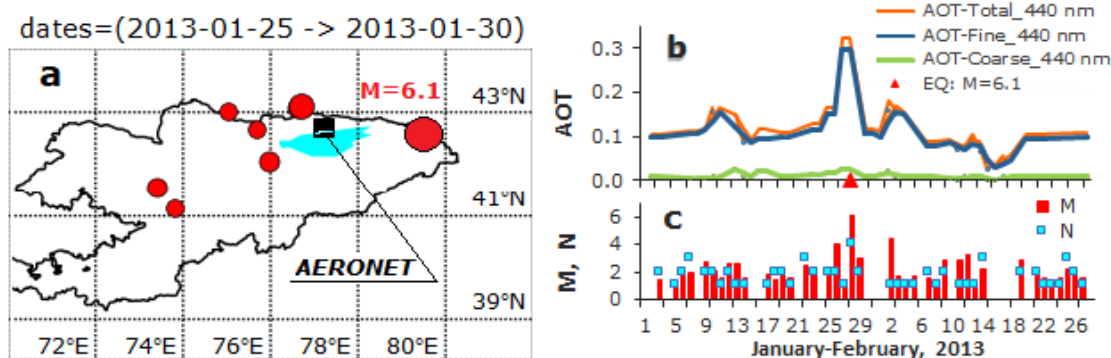 dates=(2013-01-25 -> 2013-01-30)
a
M=6.1
43°N
41°N
39°N
AERONET
72°E 74°E 76°E 78°E 80°E
b
AOT-Total_440 nm
AOT-Fine_440 nm
AOT-Coarse_440 nm
EQ: M=6.1
AOT
0.3
0.2
0.1
0.0
c
M
N
M, N
6
4
2
0
1 5 9 13 17 21 25 29 2 6 10 14 18 22 26
January-February, 2013